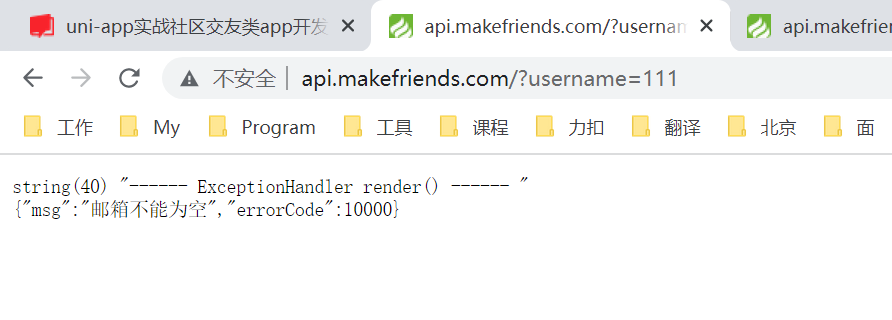 uni-app实战社区交友类app开发
api.makefriends.com/?usernam
api.makefrien
不安全 api.makefriends.com/?username=111
工作 My Program 工具 课程 力扣 翻译 北京 面
string(40) "------ ExceptionHandler render() ------ "
{"msg":"邮箱不能为空","errorCode":10000}